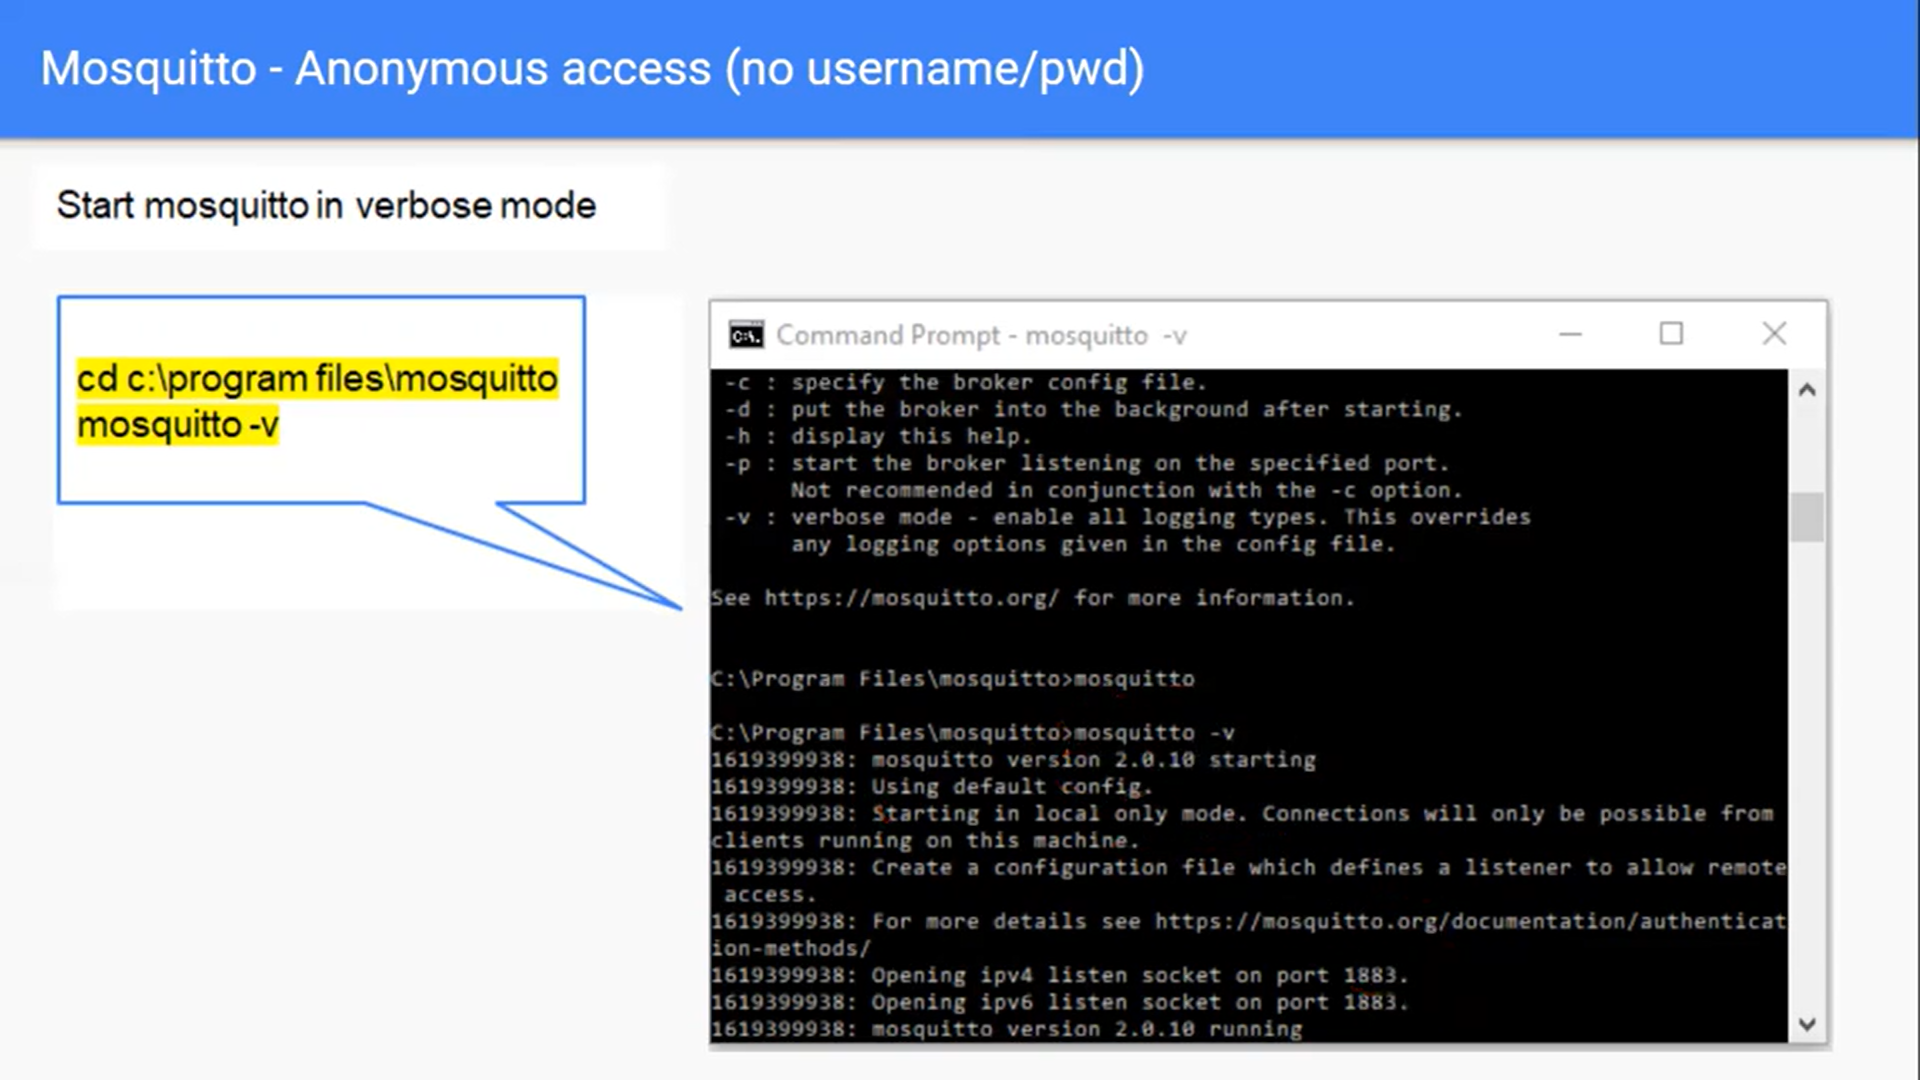 Mosquitto - Anonymous access (no username/pwd)
Start mosquitto in verbose mode
cd c:\program files\mosquitto
mosquitto -v
Command Prompt - mosquitto -v
-c : specify the broker config file.
-d : put the broker into the background after starting.
-h : display this help.
-p : start the broker listening on the specified port.
Not recommended in conjunction with the -c option.
-v : verbose mode - enable all logging types. This overrides
any logging options given in the config file.
See https://mosquitto.org/ for more information.
C:\Program Files\mosquitto>mosquitto
C:\Program Files\mosquitto>mosquitto -v
1619399938: mosquitto version 2.0.10 starting
1619399938: Using default config.
1619399938: Starting in local only mode. Connections will only be possible from
clients running on this machine.
1619399938: Create a configuration file which defines a listener to allow remote
access.
1619399938: For more details see https://mosquitto.org/documentation/authenticat
ion-methods/
1619399938: Opening ipv4 listen socket on port 1883.
1619399938: Opening ipv6 listen socket on port 1883.
1619399938: mosquitto version 2.0.10 running